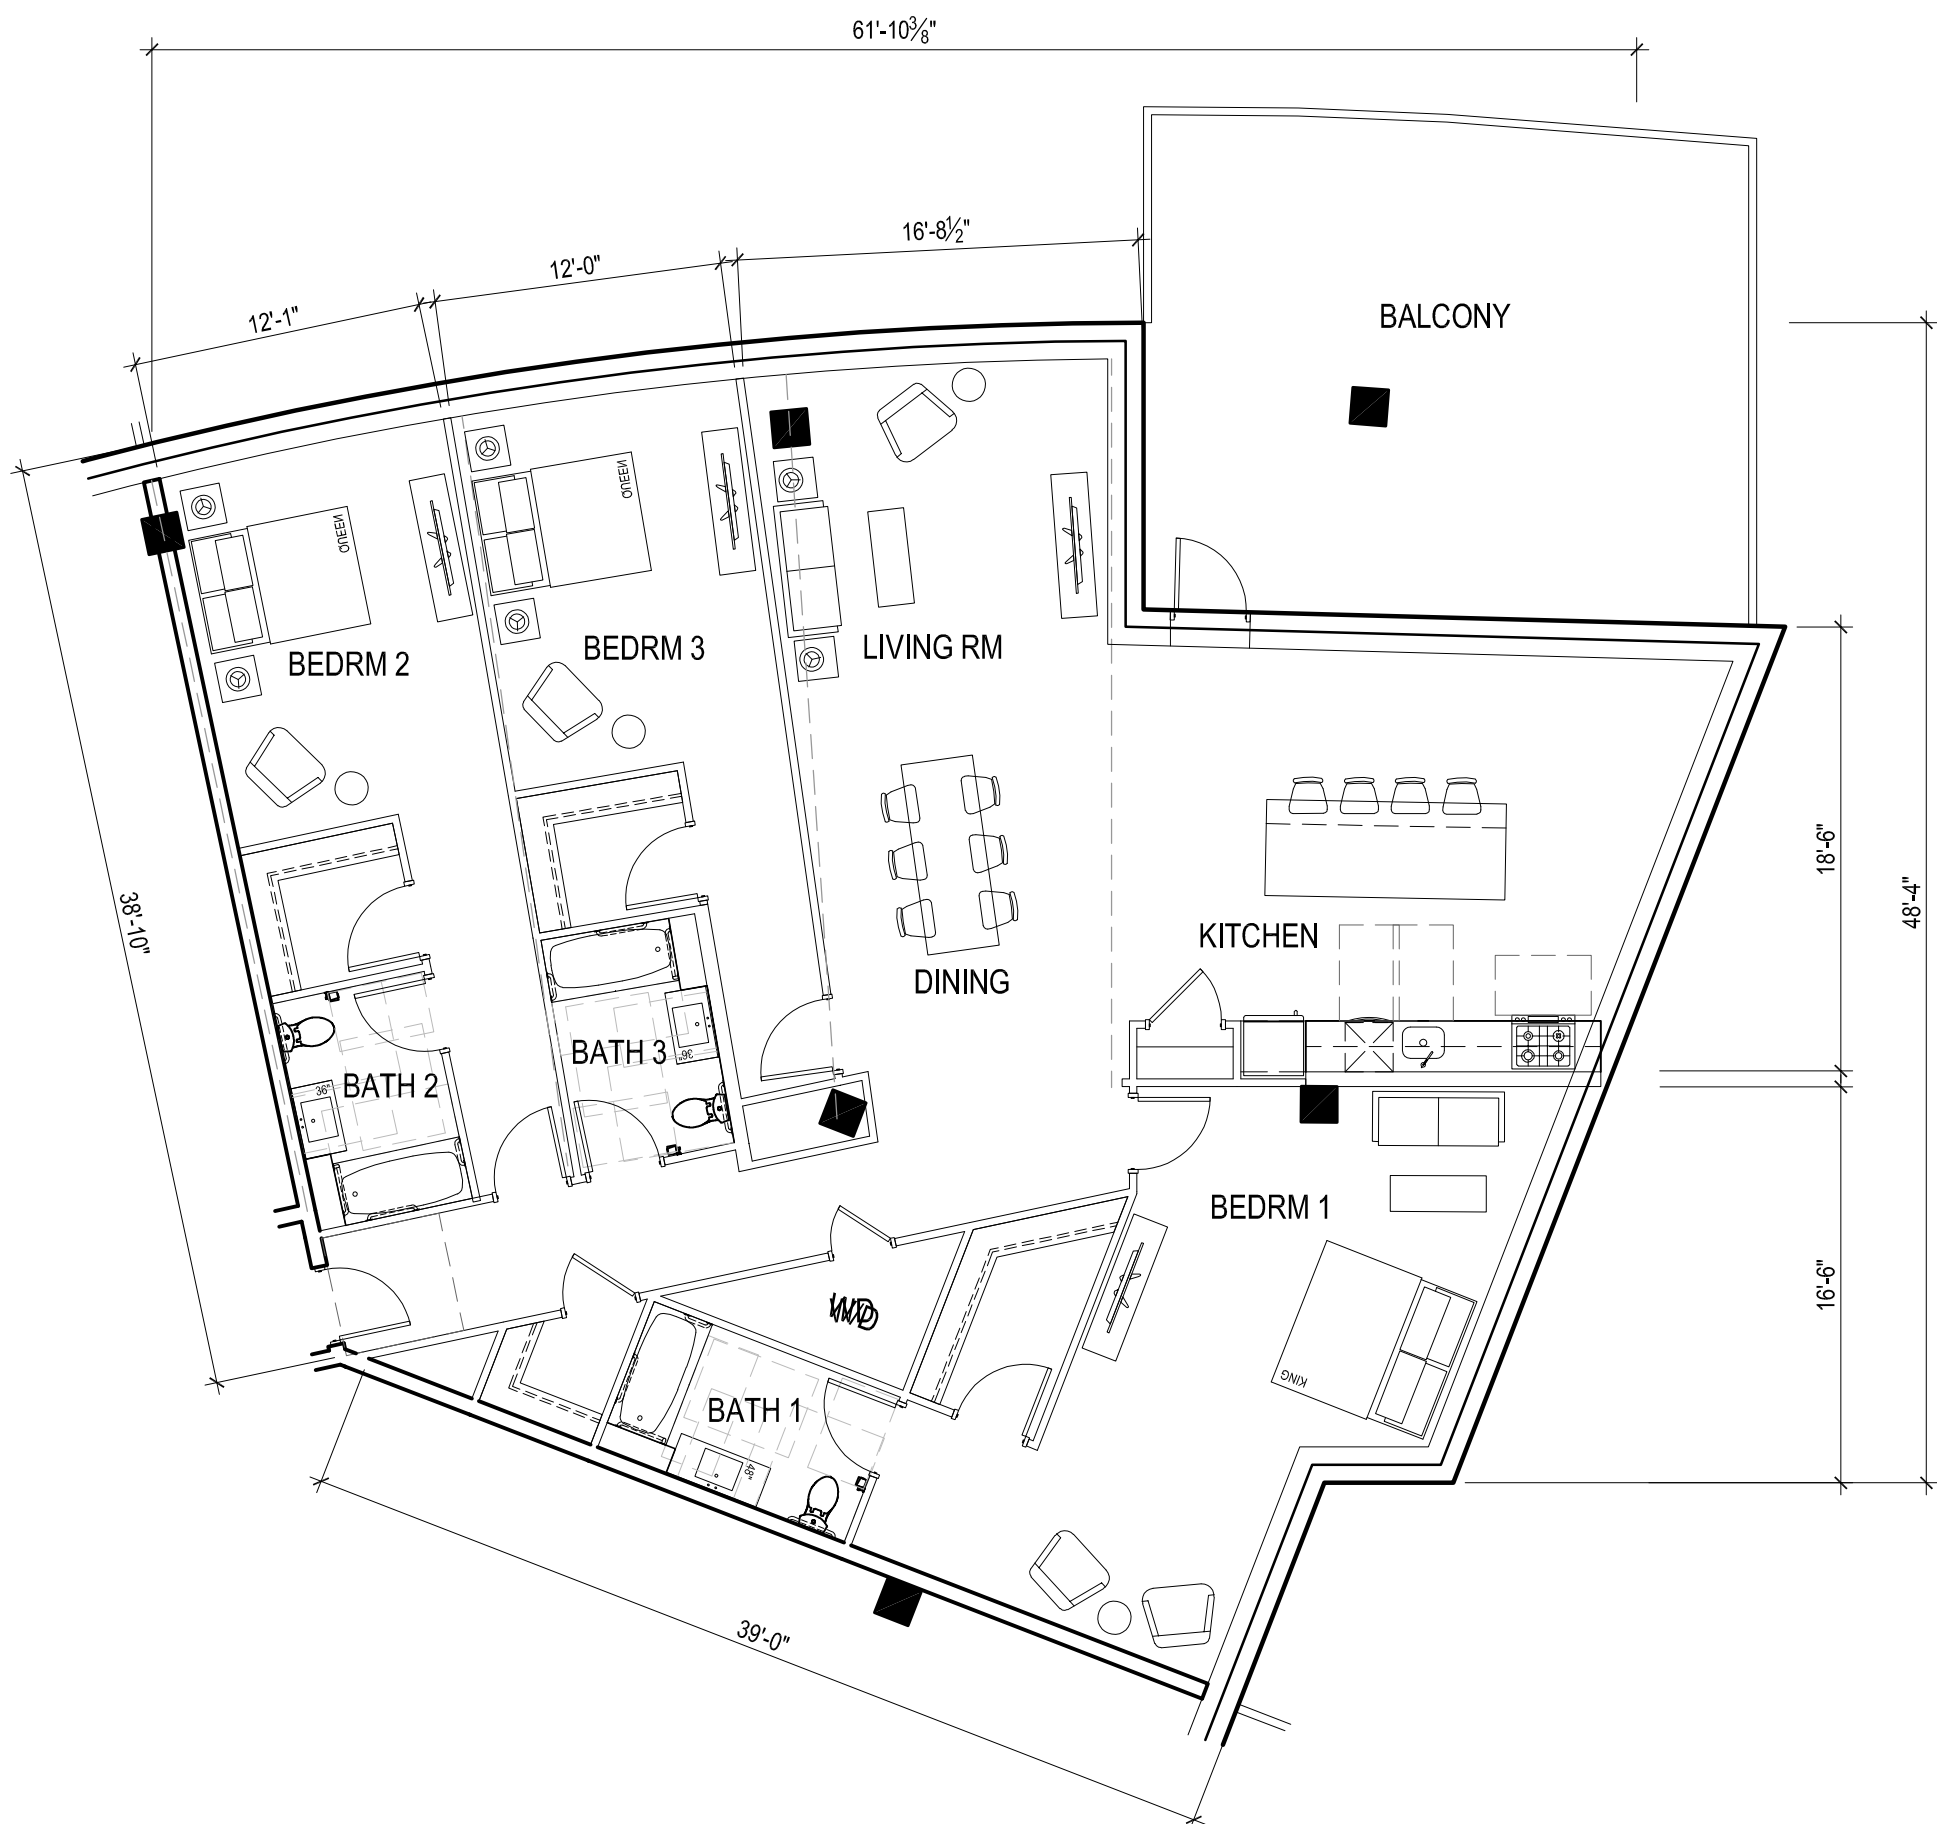 61'-10⅜"
16'-8½"
12'-0"
12'-1"
BALCONY
QUEEN
QUEEN
BEDRM 3
LIVING RM
BEDRM 2
18'-6"
48'-4"
38'-10"
KITCHEN
DINING
BATH 3
36"
BATH 2
36"
BEDRM 1
16'-6"
KING
BATH 1
48"
39'-0"